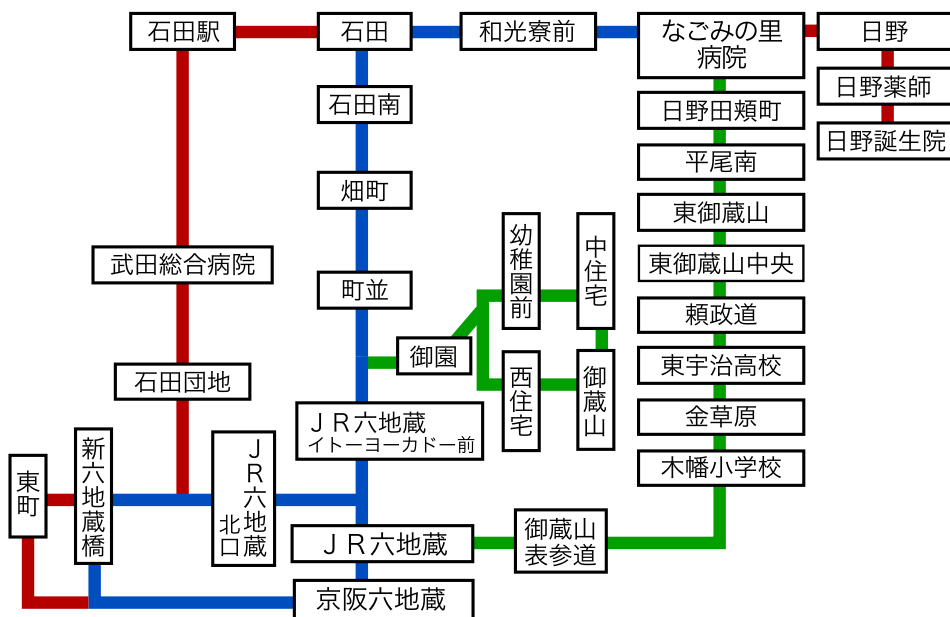 石田駅
石田
和光寮前
なごみの里
病院
日野
石田南
日野薬師
日野田頬町
日野誕生院
平尾南
畑町
東御蔵山
幼稚園前
中住宅
武田総合病院
東御蔵山中央
町並
頼政道
御園
東宇治高校
石田団地
西住宅
御蔵山
金草原
JR六地蔵
イトーヨーカドー前
新六地蔵橋
JR六地蔵
北口
木幡小学校
東町
JR六地蔵
御蔵山
表参道
京阪六地蔵